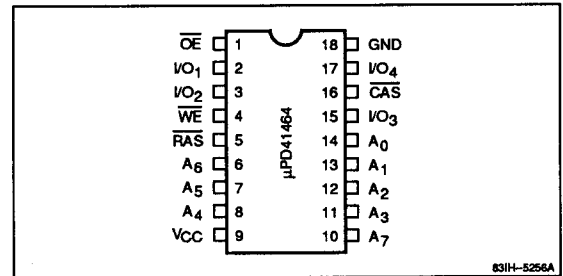 OE 1 18 GND
I/O1 2 17 I/O4
I/O2 3 16 CAS
WE 4 15 I/O3
RAS 5 14 A0
A6 6 13 A1
A5 7 12 A2
A4 8 11 A3
VCC 9 10 A7
µPD41464
83IH-5256A